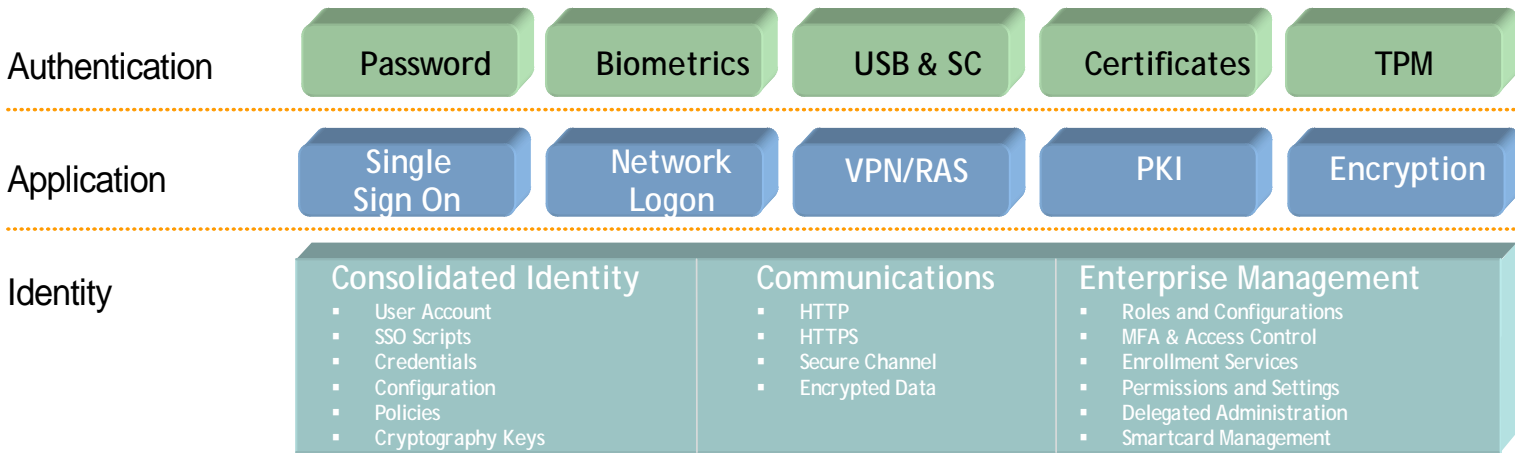 Authentication
Password
Biometrics
USB & SC
Certificates
TPM
Application
Single
Sign On
Network
Logon
VPN/RAS
PKI
Encryption
Identity
Consolidated Identity
▪ User Account
▪ SSO Scripts
▪ Credentials
▪ Configuration
▪ Policies
▪ Cryptography Keys
Communications
▪ HTTP
▪ HTTPS
▪ Secure Channel
▪ Encrypted Data
Enterprise Management
▪ Roles and Configurations
▪ MFA & Access Control
▪ Enrollment Services
▪ Permissions and Settings
▪ Delegated Administration
▪ Smartcard Management